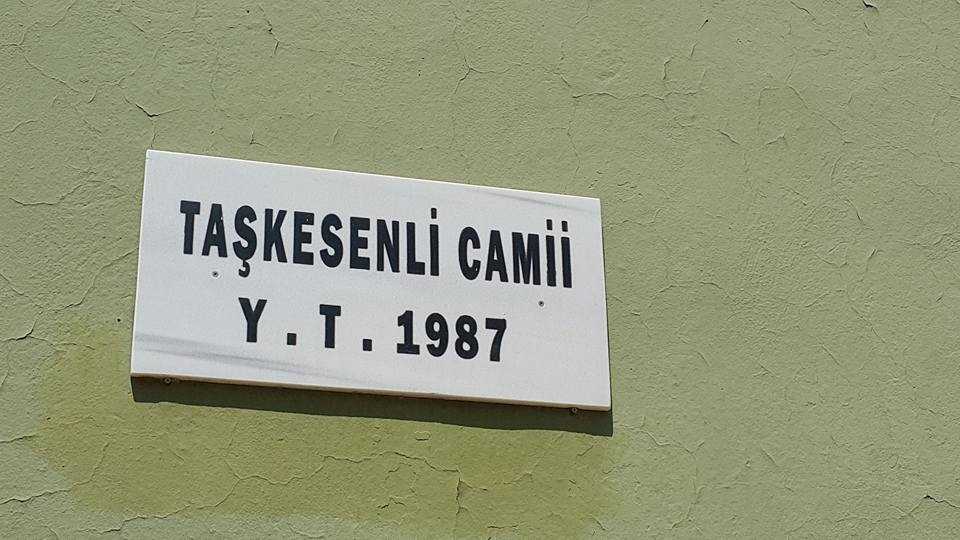 TAŞKESENLİ CAMİİ
Y . T . 1987